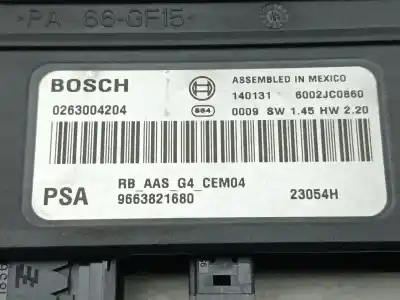 >PA 66-GF15<
BOSCH
ASSEMBLED IN MEXICO
140131 6002JC0860
0263004204
864
0009 SW 1.45 HW 2.20
PSA
RB_AAS_G4_CEM04
9663821680
23054H